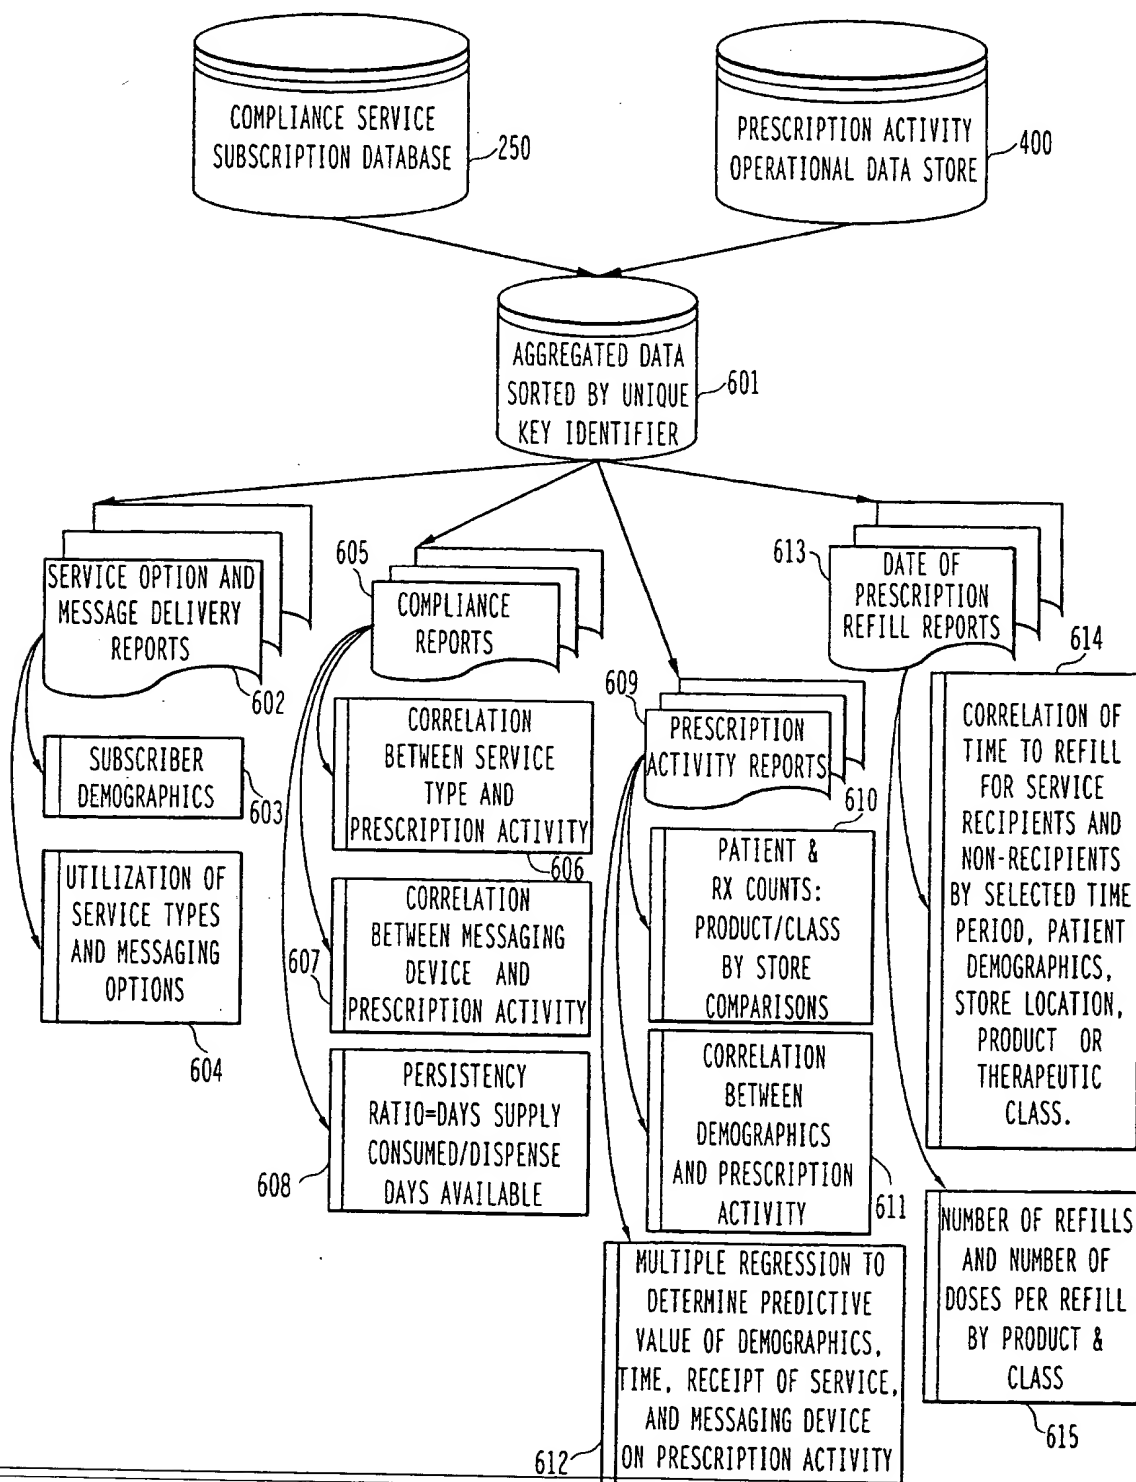 COMPLIANCE SERVICE
SUBSCRIPTION DATABASE
250
PRESCRIPTION ACTIVITY
OPERATIONAL DATA STORE
400
AGGREGATED DATA
SORTED BY UNIQUE
KEY IDENTIFIER
601
SERVICE OPTION AND
MESSAGE DELIVERY
REPORTS
602
SUBSCRIBER
DEMOGRAPHICS
603
UTILIZATION OF
SERVICE TYPES
AND MESSAGING
OPTIONS
604
605
COMPLIANCE
REPORTS
CORRELATION
BETWEEN SERVICE
TYPE AND
PRESCRIPTION ACTIVITY
606
CORRELATION
BETWEEN MESSAGING
DEVICE AND
PRESCRIPTION ACTIVITY
607
PERSISTENCY
RATIO=DAYS SUPPLY
CONSUMED/DISPENSE
DAYS AVAILABLE
608
609
PRESCRIPTION
ACTIVITY REPORTS
610
PATIENT &
RX COUNTS:
PRODUCT/CLASS
BY STORE
COMPARISONS
CORRELATION
BETWEEN
DEMOGRAPHICS
AND PRESCRIPTION
ACTIVITY
611
MULTIPLE REGRESSION TO
DETERMINE PREDICTIVE
VALUE OF DEMOGRAPHICS,
TIME, RECEIPT OF SERVICE,
AND MESSAGING DEVICE
ON PRESCRIPTION ACTIVITY
612
613
DATE OF
PRESCRIPTION
REFILL REPORTS
614
CORRELATION OF
TIME TO REFILL
FOR SERVICE
RECIPIENTS AND
NON-RECIPIENTS
BY SELECTED TIME
PERIOD, PATIENT
DEMOGRAPHICS,
STORE LOCATION,
PRODUCT OR
THERAPEUTIC
CLASS.
NUMBER OF REFILLS
AND NUMBER OF
DOSES PER REFILL
BY PRODUCT &
CLASS
615